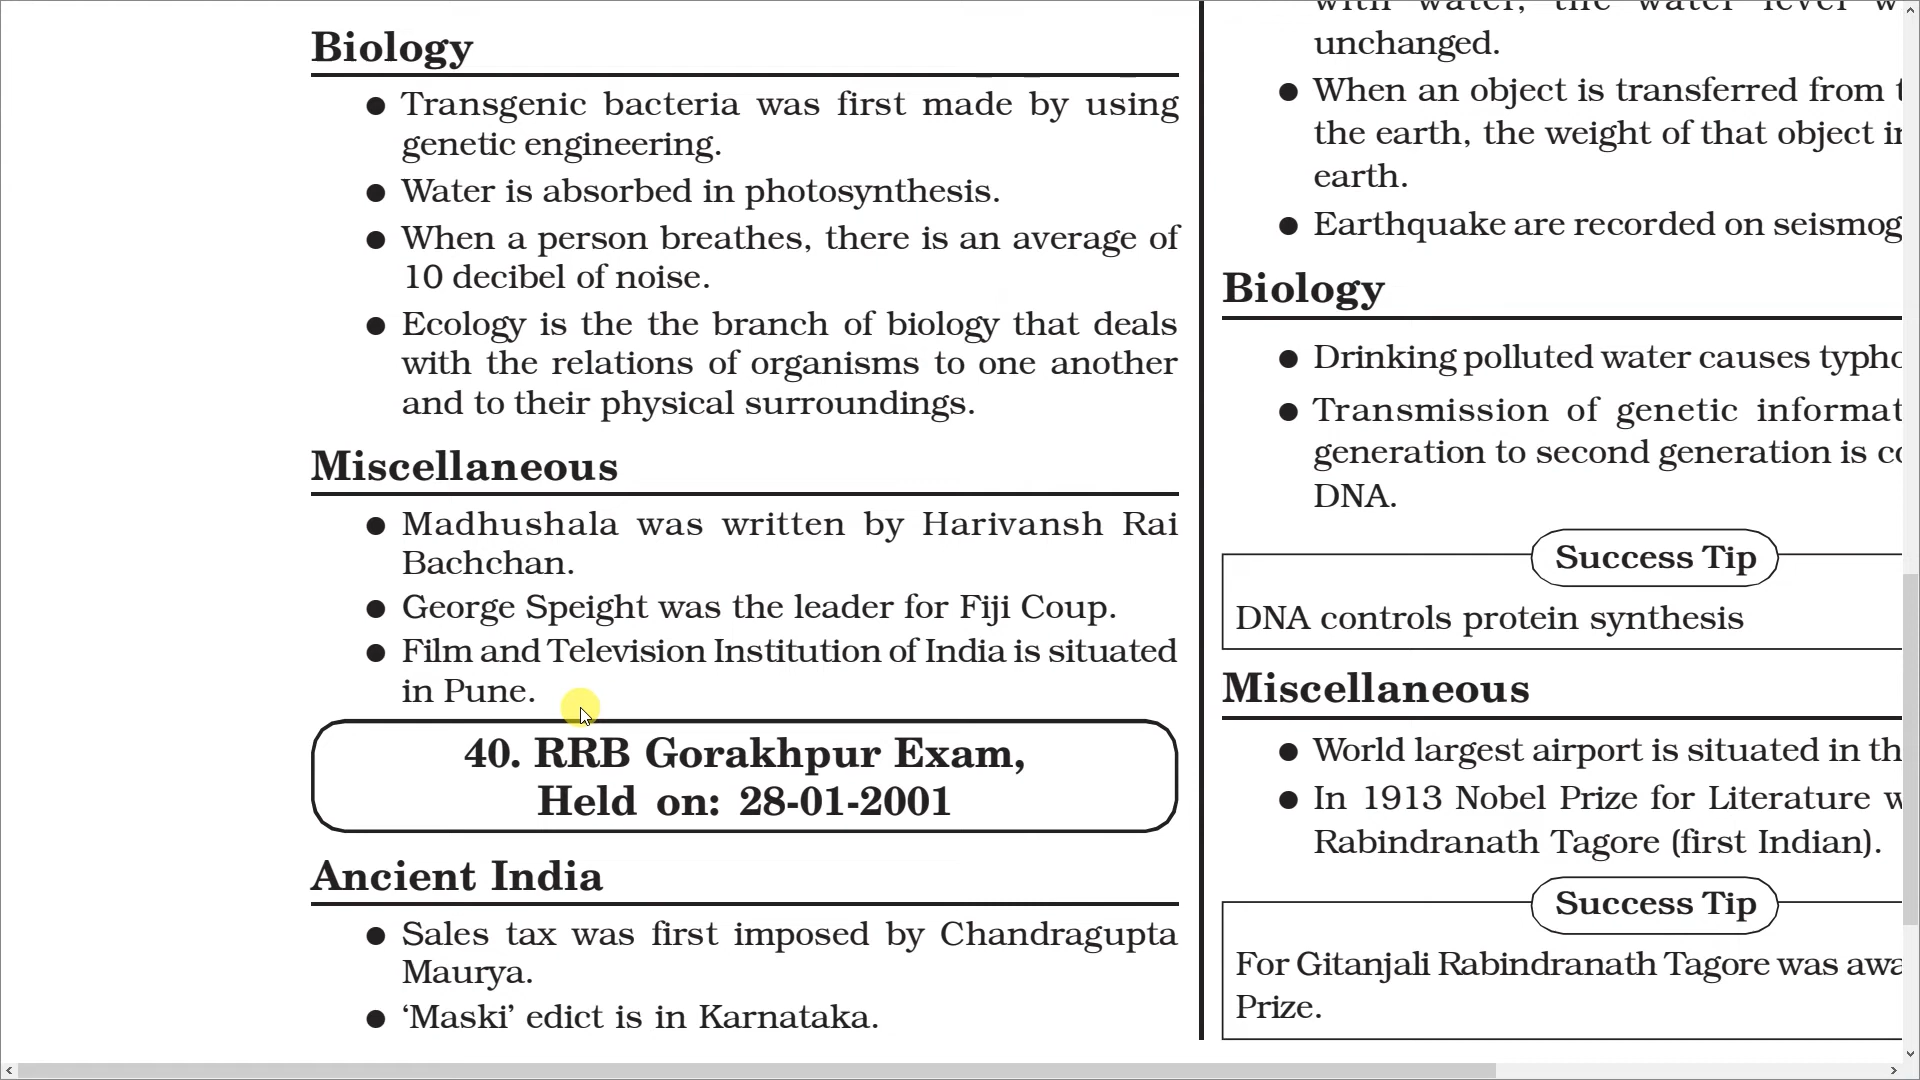 Biology
● Transgenic bacteria was first made by using
genetic engineering.
● Water is absorbed in photosynthesis.
● When a person breathes, there is an average of
10 decibel of noise.
● Ecology is the the branch of biology that deals
with the relations of organisms to one another
and to their physical surroundings.
Miscellaneous
● Madhushala was written by Harivansh Rai
Bachchan.
● George Speight was the leader for Fiji Coup.
● Film and Television Institution of India is situated
in Pune.
40. RRB Gorakhpur Exam,
Held on: 28-01-2001
Ancient India
● Sales tax was first imposed by Chandragupta
Maurya.
● ‘Maski’ edict is in Karnataka.
with water, the water level
unchanged.
● When an object is transferred from
the earth, the weight of that object
earth.
● Earthquake are recorded on
Biology
● Drinking polluted water causes
● Transmission of genetic
generation to second generation is
DNA.
Success Tip
DNA controls protein synthesis
Miscellaneous
● World largest airport is situated in
● In 1913 Nobel Prize for Literature
Rabindranath Tagore (first Indian).
Success Tip
For Gitanjali Rabindranath Tagore was
Prize.